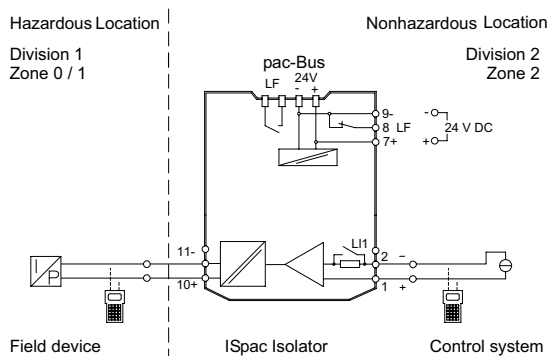 Hazardous Location
Nonhazardous Location
Division 1
Zone 0 / 1
Division 2
Zone 2
pac-Bus
LF
24V
- +
9-
8 LF
7+
-
+
24 V DC
LI1
11-
10+
2 -
1 +
I
P
Field device
ISpac Isolator
Control system